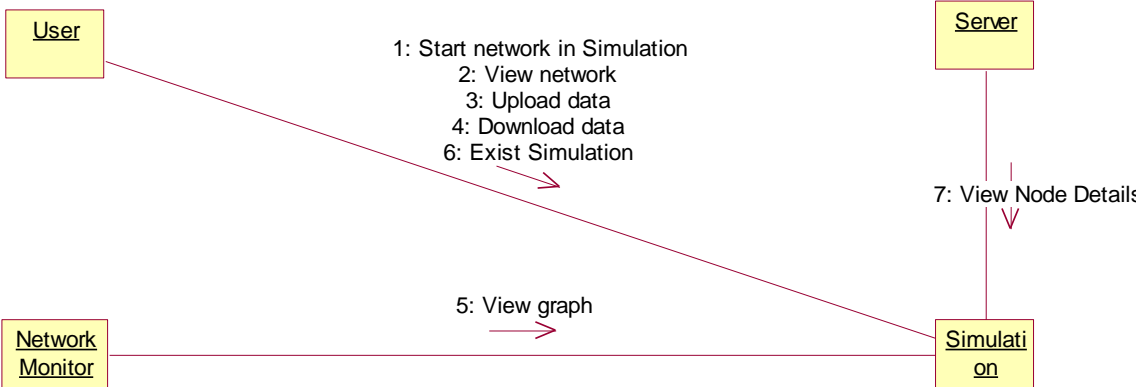 User
Server
1: Start network in Simulation
2: View network
3: Upload data
4: Download data
6: Exist Simulation
7: View Node Details
5: View graph
Network
Monitor
Simulati
on